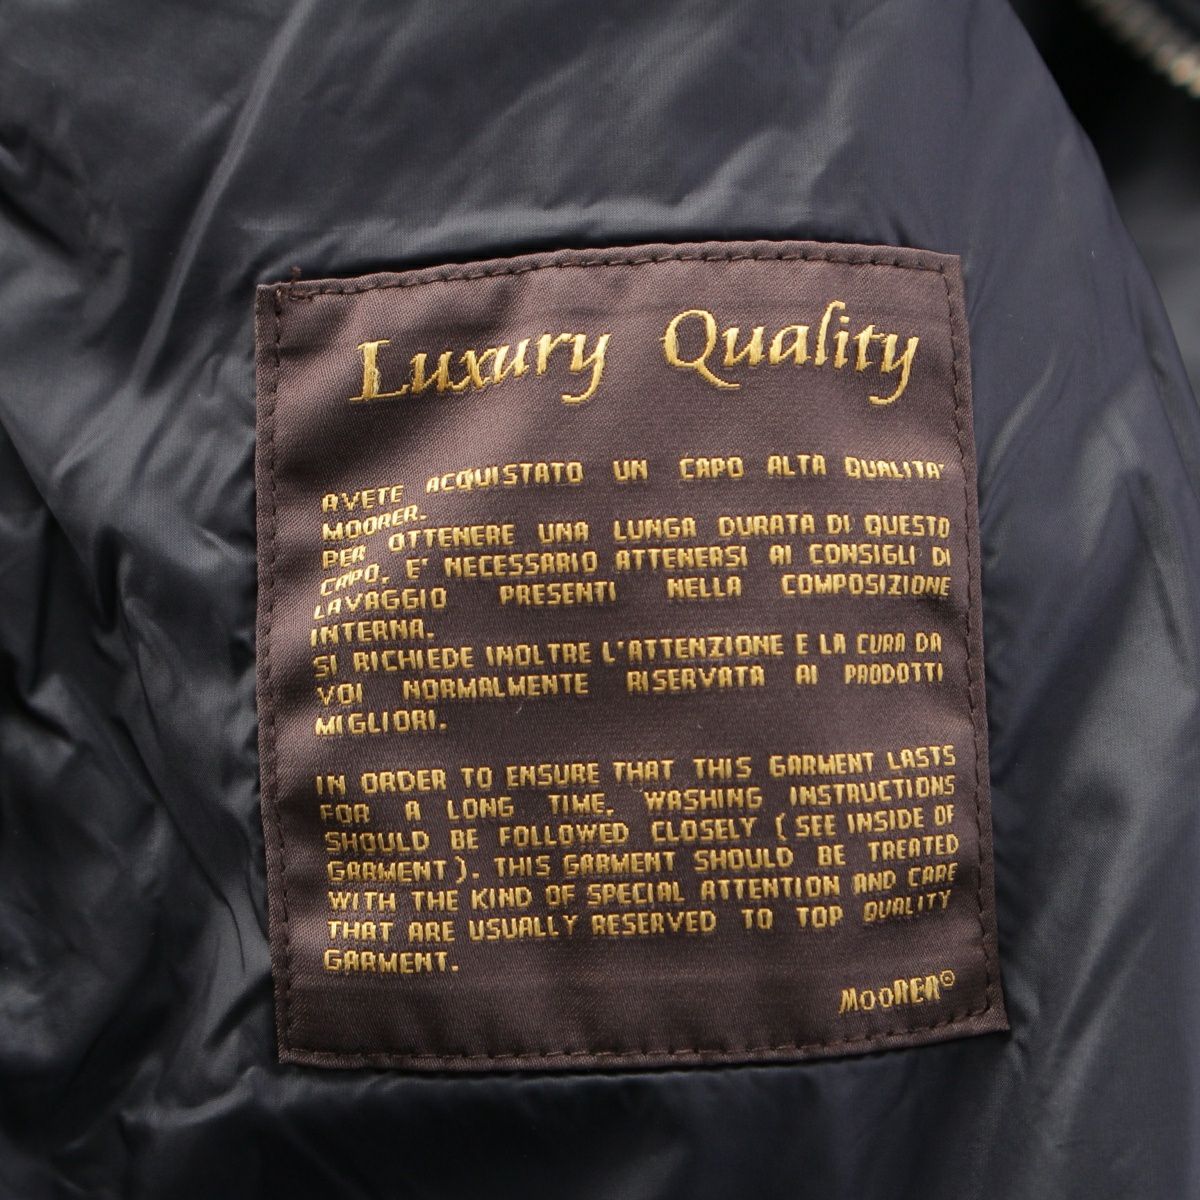 Luxury Quality
AVETE ACQUISTATO UN CAPO ALTA QUALITA'
MOORER.
PER OTTENERE UNA LUNGA DURATA DI QUESTO
CAPO, E' NECESSARIO ATTENERSI AI CONSIGLI DI
LAVAGGIO PRESENTI NELLA COMPOSIZIONE
INTERNA.
SI RICHIEDE INOLTRE L'ATTENZIONE E LA CURA DA
VOI NORMALMENTE RISERVATA AI PRODOTTI
MIGLIORI.
IN ORDER TO ENSURE THAT THIS GARMENT LASTS
FOR A LONG TIME, WASHING INSTRUCTIONS
SHOULD BE FOLLOWED CLOSELY (SEE INSIDE OF
GARMENT). THIS GARMENT SHOULD BE TREATED
WITH THE KIND OF SPECIAL ATTENTION AND CARE
THAT ARE USUALLY RESERVED TO TOP QUALITY
GARMENT.
MOORER®